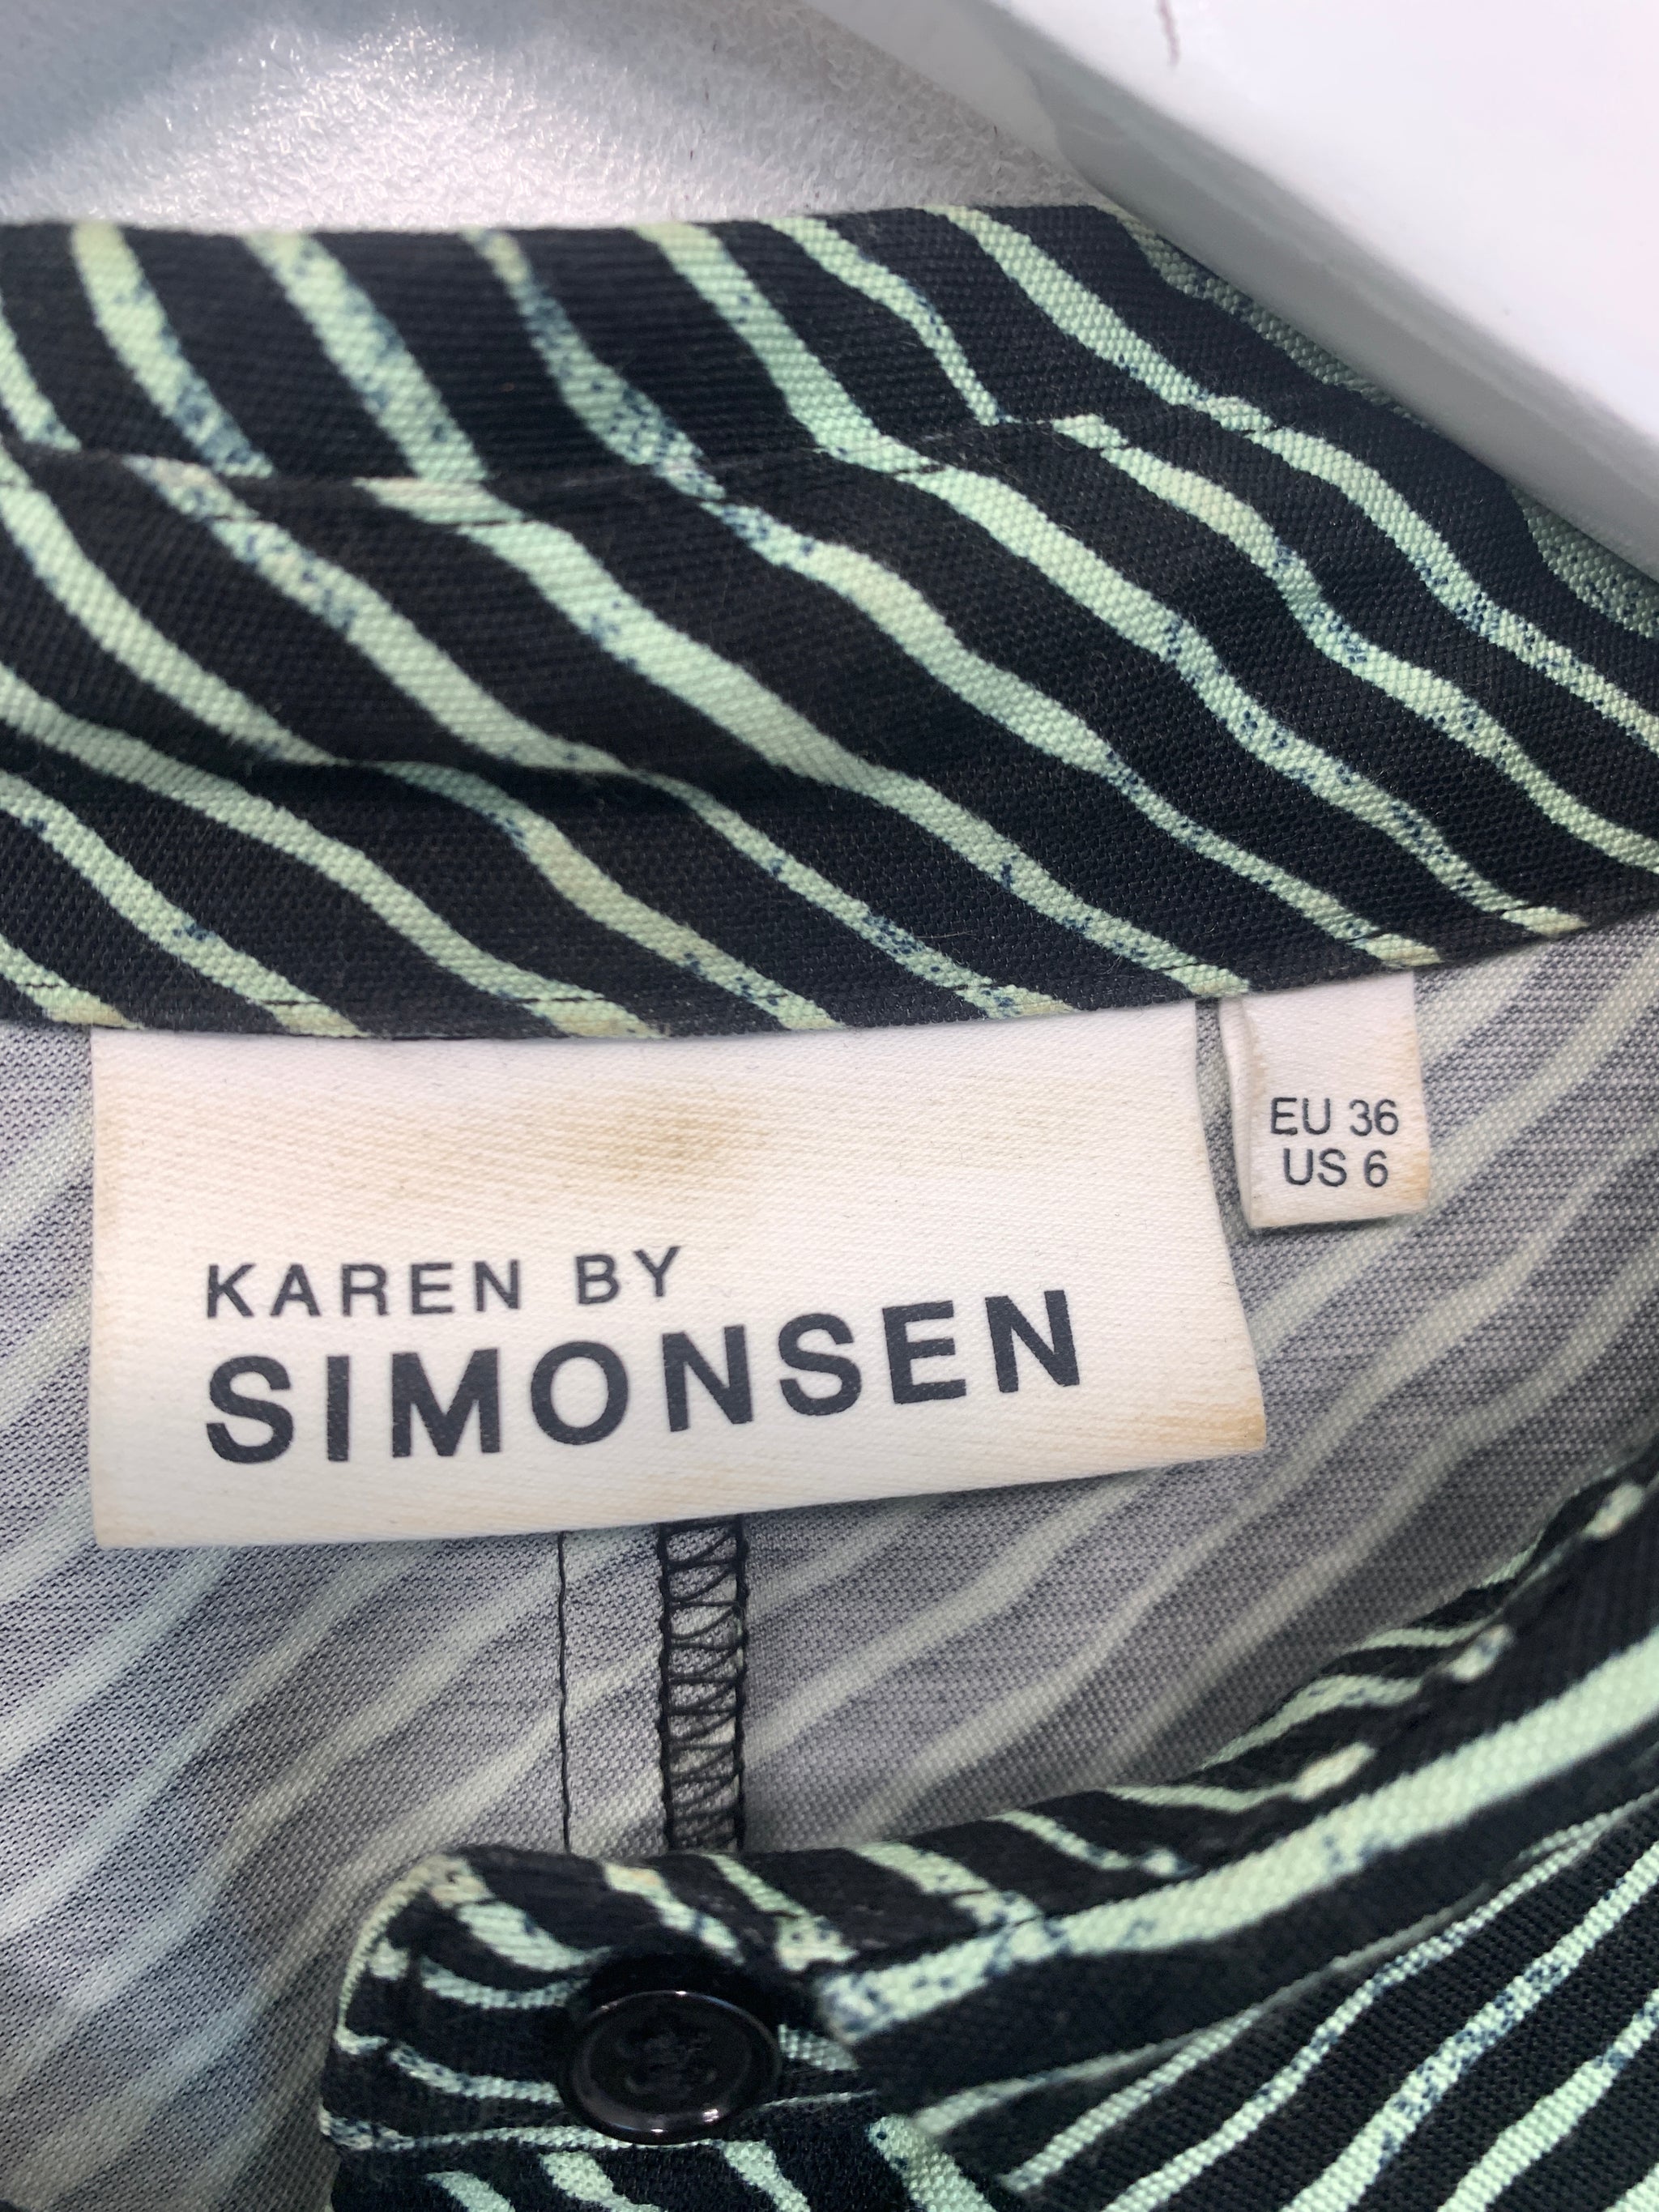 KAREN BY
SIMONSEN
EU 36
US 6